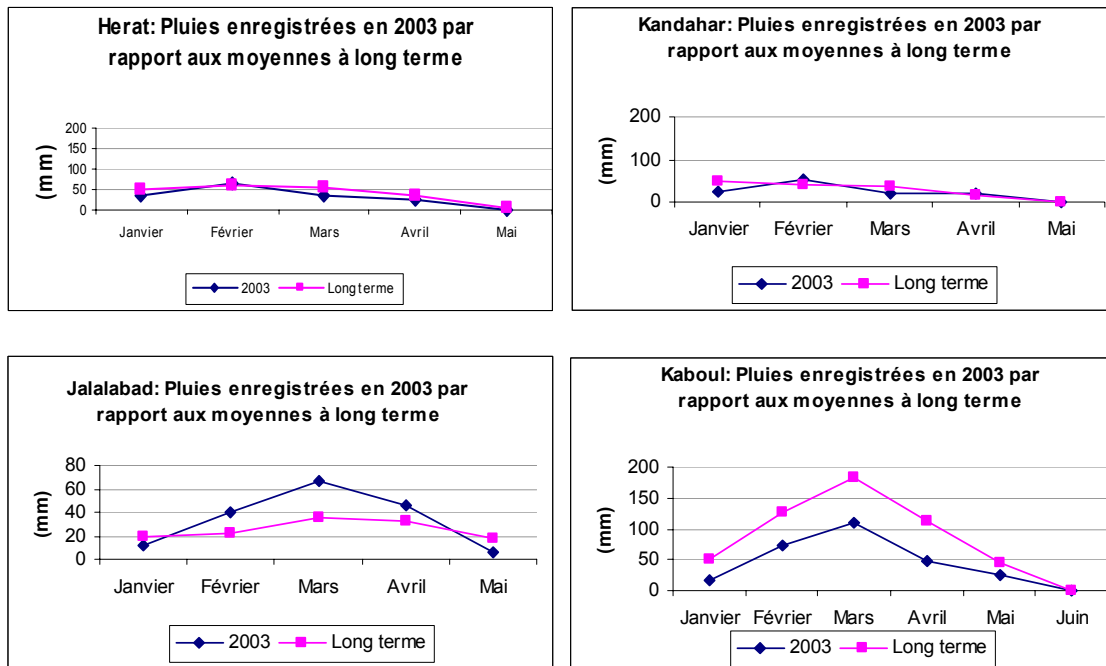 Herat: Pluies enregistrées en 2003 par
rapport aux moyennes à long terme
(mm)
200
150
100
50
0
Janvier Février Mars Avril Mai
2003 Long terme
Kandahar: Pluies enregistrées en 2003 par
rapport aux moyennes à long terme
(mm)
200
100
0
Janvier Février Mars Avril Mai
2003 Long terme
Jalalabad: Pluies enregistrées en 2003 par
rapport aux moyennes à long terme
(mm)
80
60
40
20
0
Janvier Février Mars Avril Mai
2003 Long terme
Kaboul: Pluies enregistrées en 2003 par
rapport aux moyennes à long terme
(mm)
200
150
100
50
0
Janvier Février Mars Avril Mai Juin
2003 Long terme